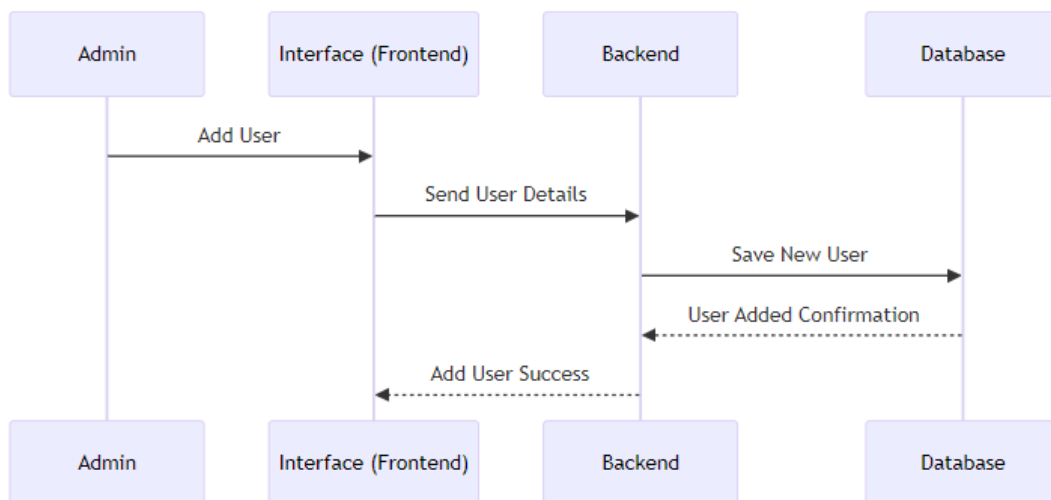 Admin
Interface (Frontend)
Backend
Database
Add User
Send User Details
Save New User
User Added Confirmation
Add User Success
Admin
Interface (Frontend)
Backend
Database